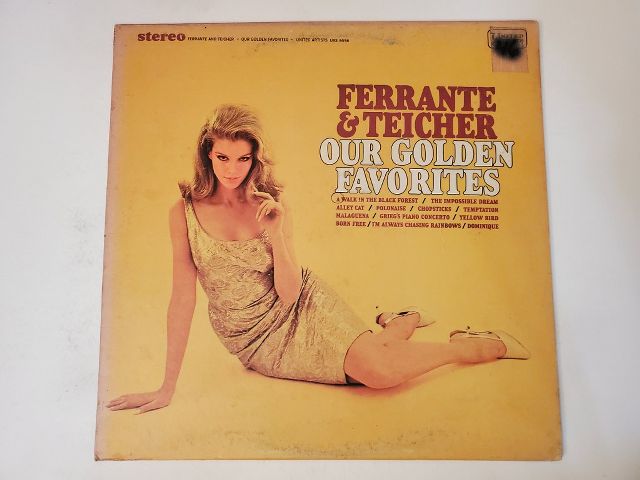 stereo FERRANTE AND TEICHER • OUR GOLDEN FAVORITES • UNITED ARTISTS UAS 6556
FERRANTE
& TEICHER
OUR GOLDEN
FAVORITES
A WALK IN THE BLACK FOREST / THE IMPOSSIBLE DREAM
ALLEY CAT / POLONAISE / CHOPSTICKS / TEMPTATION
MALAGUENA / GRIEG'S PIANO CONCERTO / YELLOW BIRD
BORN FREE / I'M ALWAYS CHASING RAINBOWS / DOMINIQUE